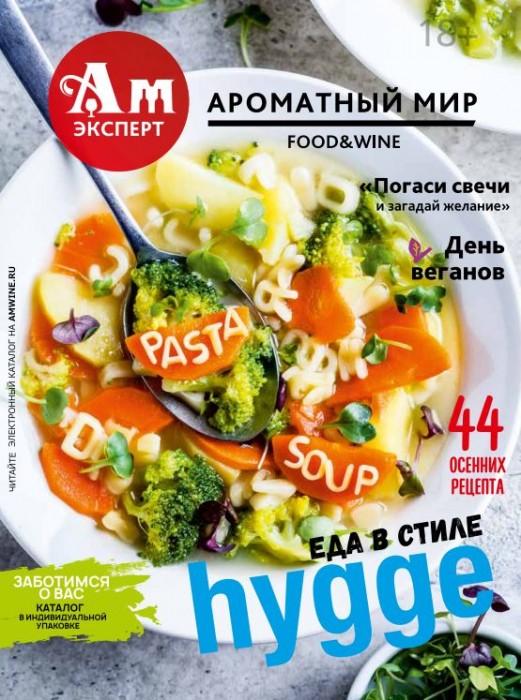 18+
Ам
ЭКСПЕРТ
АРОМАТНЫЙ МИР
FOOD&WINE
«Погаси свечи
и загадай желание»
День
веганов
ЧИТАЙТЕ ЭЛЕКТРОННЫЙ КАТАЛОГ НА AMWINE.RU
PASTA
SOUP
44
ОСЕННИХ
РЕЦЕПТА
ЕДА В СТИЛЕ
hygge
ЗАБОТИМСЯ
О ВАС
КАТАЛОГ
В ИНДИВИДУАЛЬНОЙ
УПАКОВКЕ